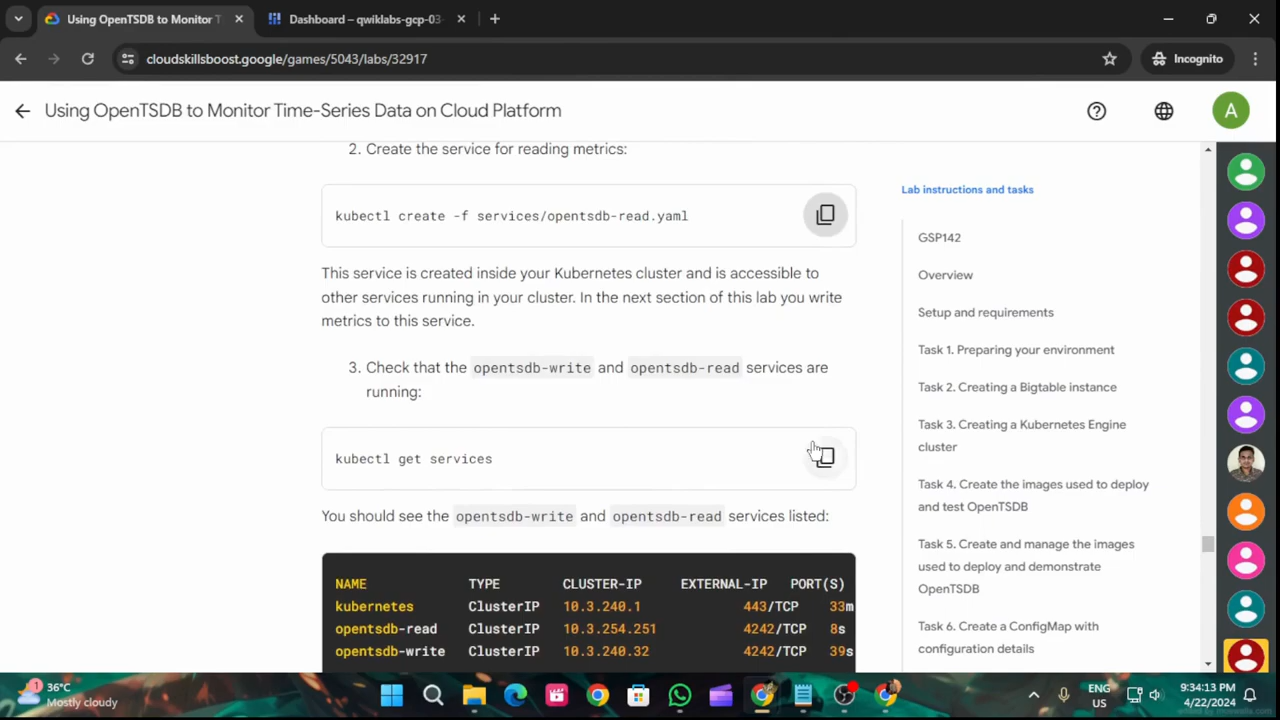 Using OpenTSDB to Monitor T
Dashboard – qwiklabs-gcp-03-
cloudskillsboost.google/games/5043/labs/32917
Incognito
Using OpenTSDB to Monitor Time-Series Data on Cloud Platform
A
2. Create the service for reading metrics:
kubectl create -f services/opentsdb-read.yaml
This service is created inside your Kubernetes cluster and is accessible to
other services running in your cluster. In the next section of this lab you write
metrics to this service.
3. Check that the opentsdb-write and opentsdb-read services are
running:
kubectl get services
You should see the opentsdb-write and opentsdb-read services listed:
NAME TYPE CLUSTER-IP EXTERNAL-IP PORT(S)
kubernetes ClusterIP 10.3.240.1 443/TCP 33m
opentsdb-read ClusterIP 10.3.254.251 4242/TCP 8s
opentsdb-write ClusterIP 10.3.240.32 4242/TCP 39s
Lab instructions and tasks
GSP142
Overview
Setup and requirements
Task 1. Preparing your environment
Task 2. Creating a Bigtable instance
Task 3. Creating a Kubernetes Engine
cluster
Task 4. Create the images used to deploy
and test OpenTSDB
Task 5. Create and manage the images
used to deploy and demonstrate
OpenTSDB
Task 6. Create a ConfigMap with
configuration details
1
36°C
Mostly cloudy
ENG
US
9:34:13 PM
4/22/2024